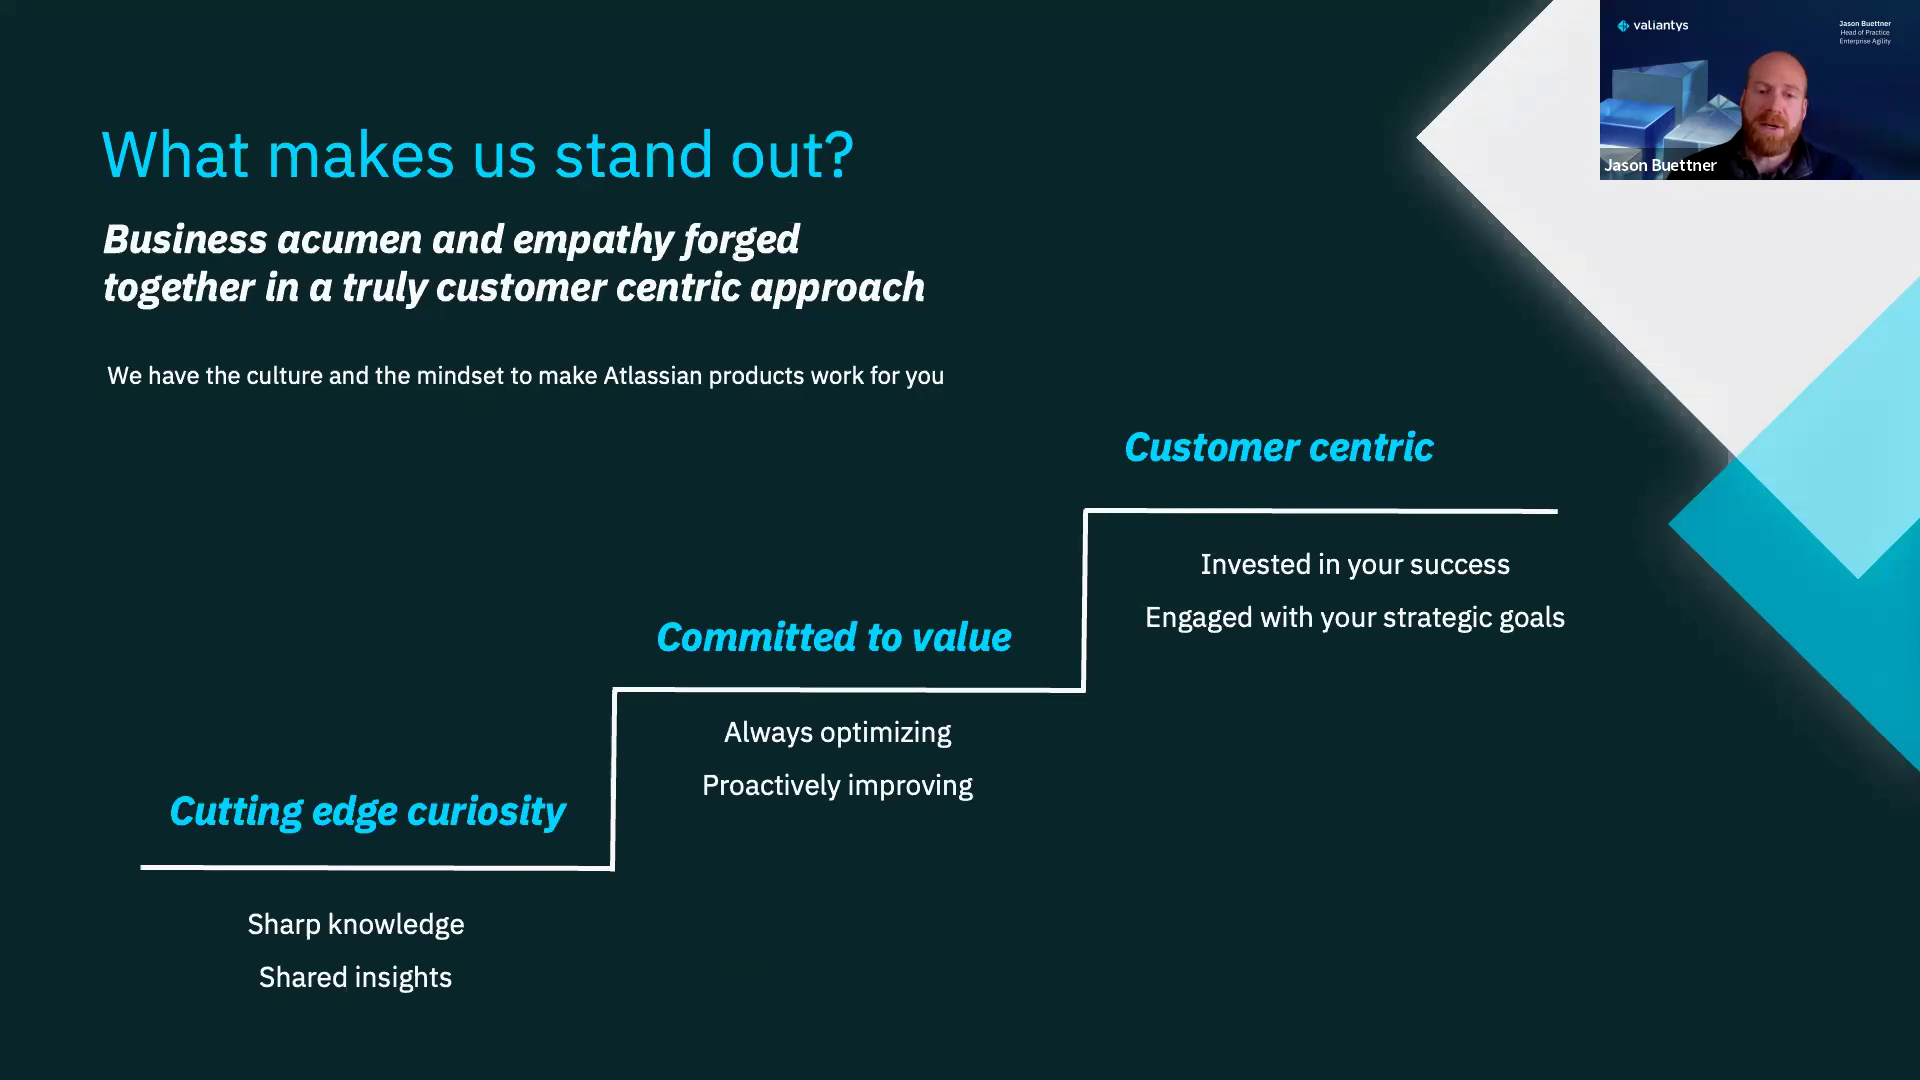 What makes us stand out?
Business acumen and empathy forged
together in a truly customer centric approach
We have the culture and the mindset to make Atlassian products work for you
valiantys
Jason Buettner
Head of Practice
Enterprise Agility
Jason Buettner
Customer centric
Invested in your success
Engaged with your strategic goals
Committed to value
Always optimizing
Proactively improving
Cutting edge curiosity
Sharp knowledge
Shared insights